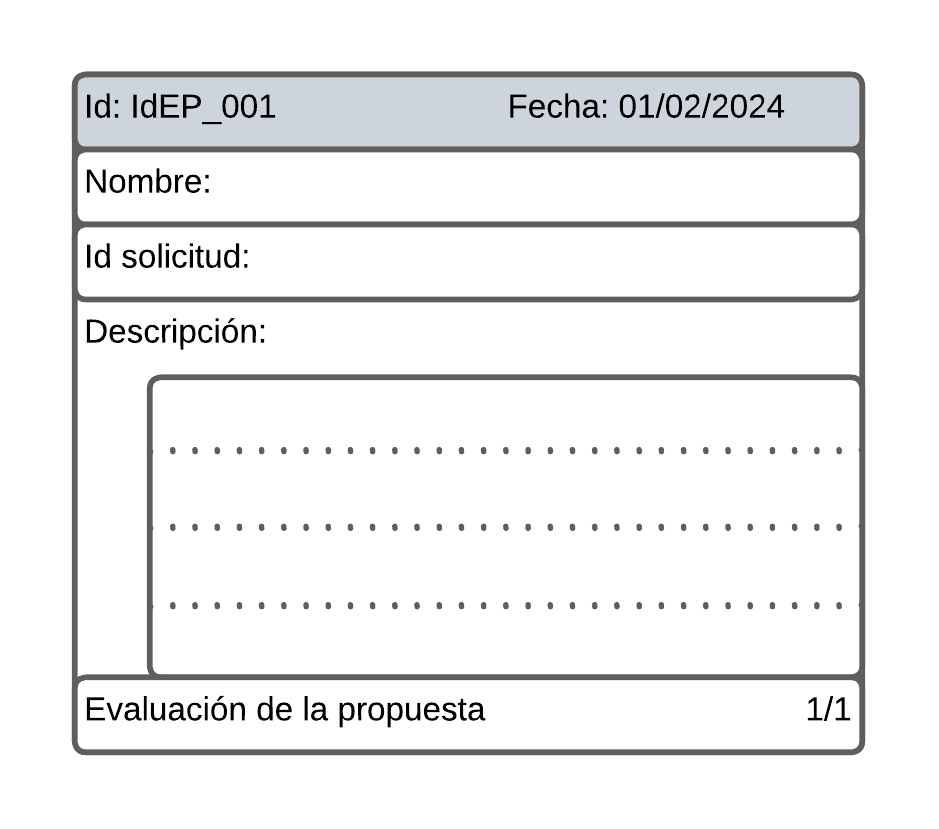 Id: IdEP_001 Fecha: 01/02/2024
Nombre:
Id solicitud:
Descripción:
Evaluación de la propuesta 1/1